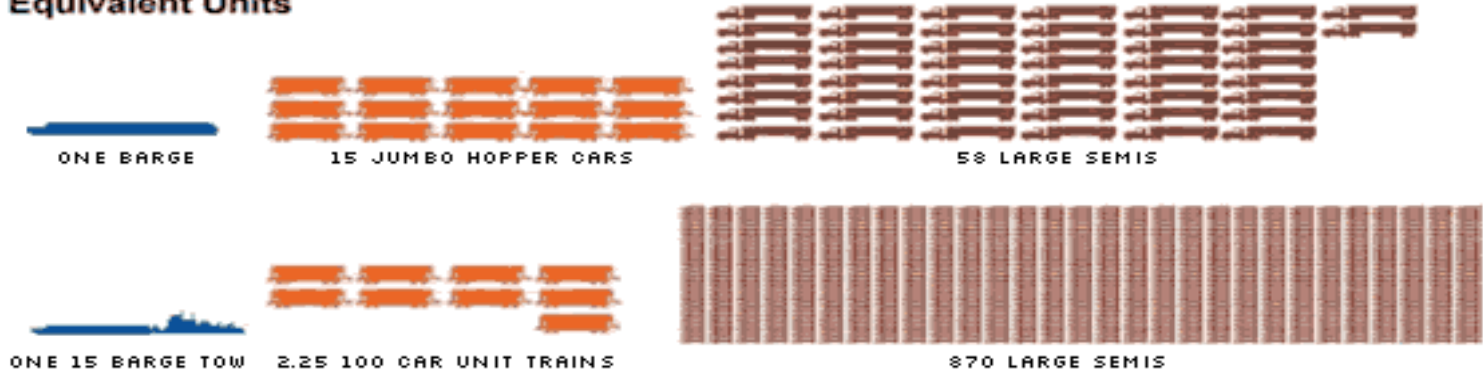 Equivalent Units
ONE BARGE
15 JUMBO HOPPER CARS
58 LARGE SEMIS
ONE 15 BARGE TOW
2.25 100 CAR UNIT TRAINS
870 LARGE SEMIS